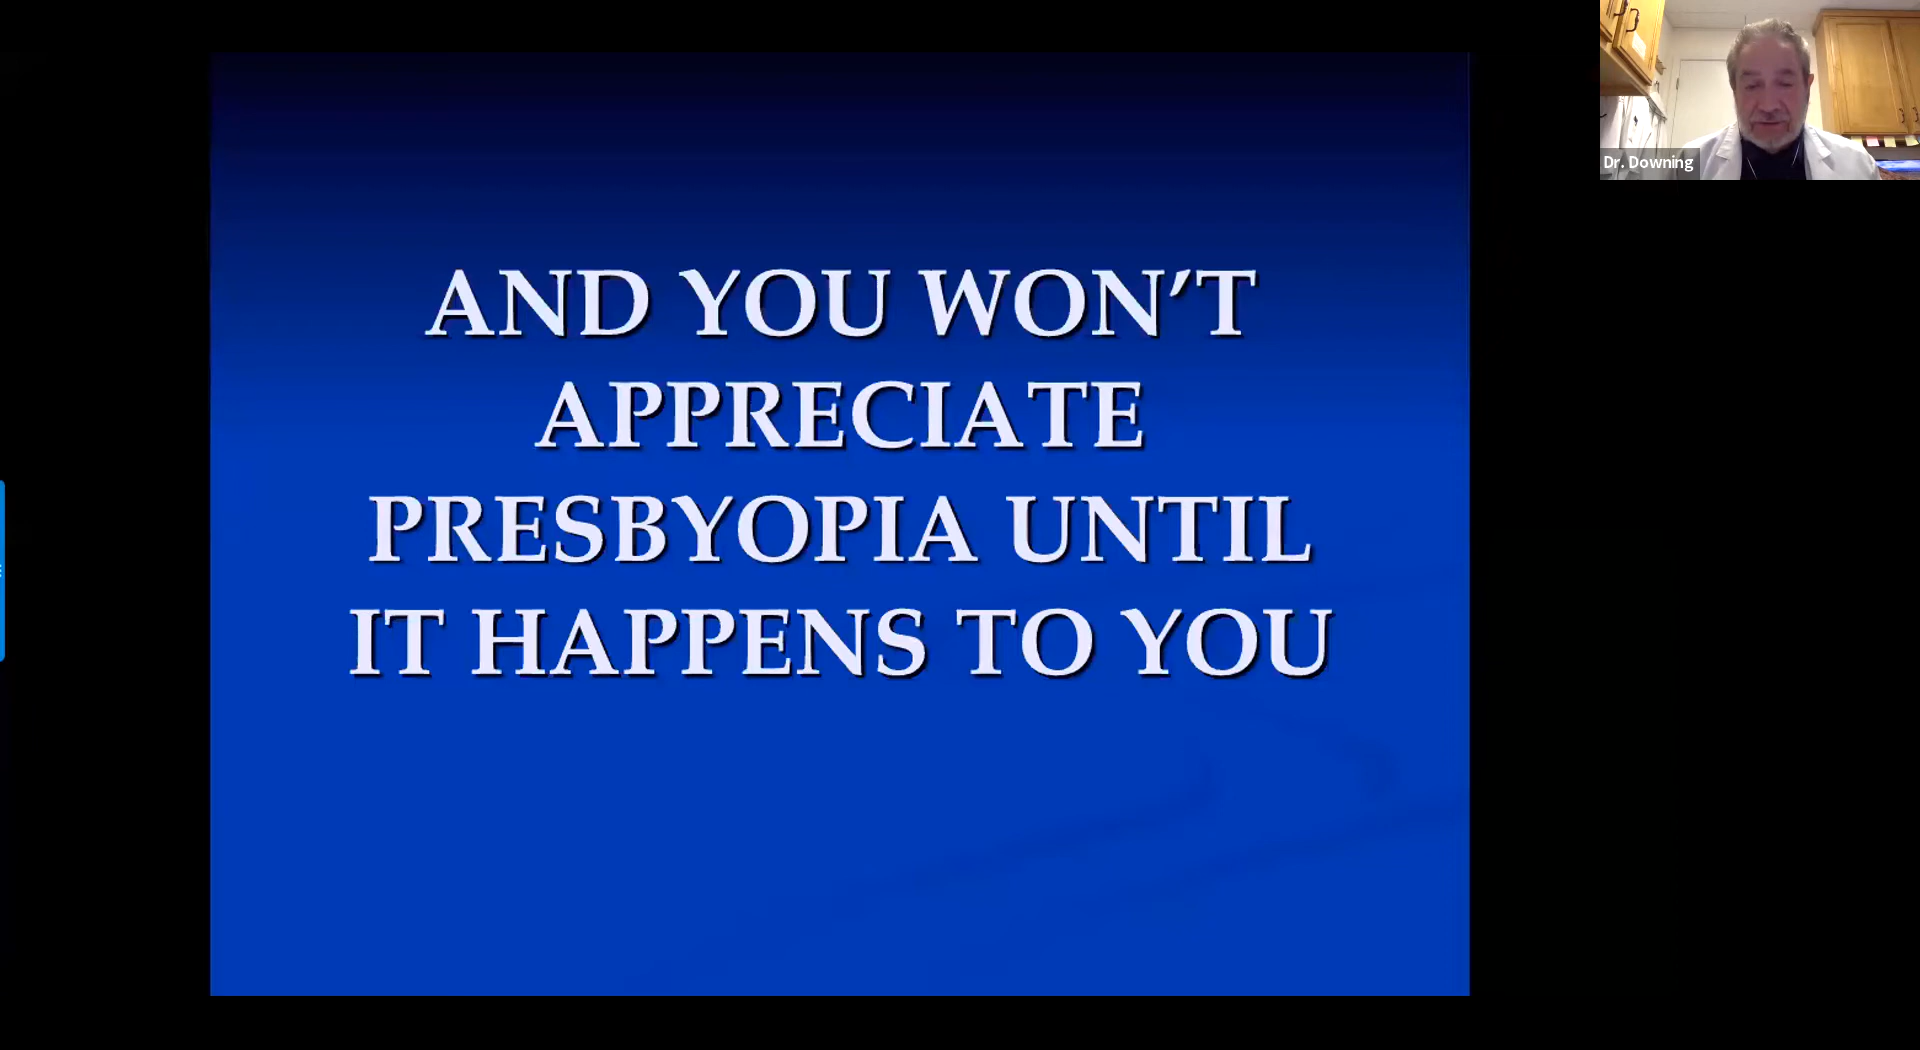 AND YOU WON’T
APPRECIATE
PRESBYOPIA UNTIL
IT HAPPENS TO YOU
Dr. Downing